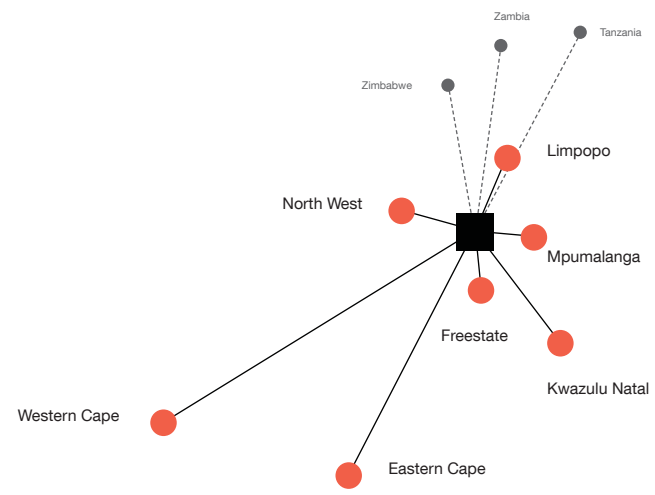 Zambia
Tanzania
Zimbabwe
Limpopo
North West
Mpumalanga
Freestate
Kwazulu Natal
Western Cape
Eastern Cape